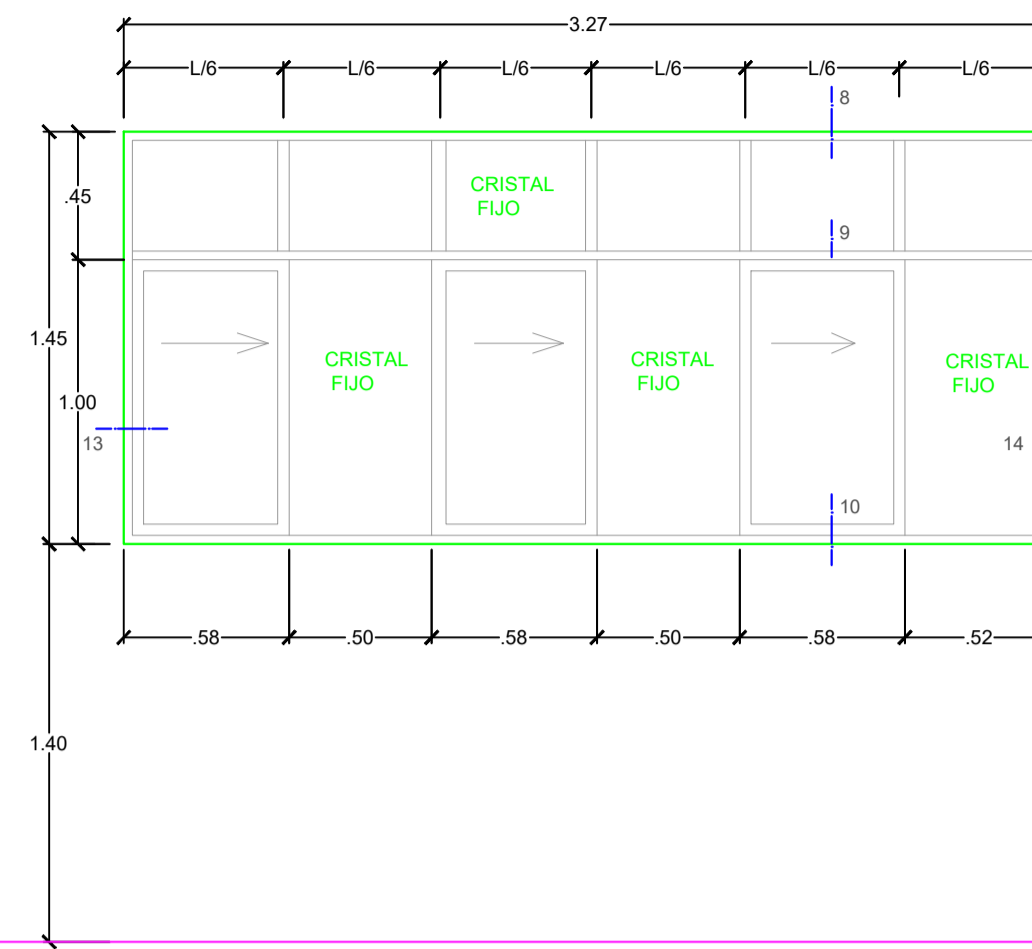 3.27
L/6 L/6 L/6 L/6 L/6 L/6
8
.45
CRISTAL
FIJO
9
1.45
CRISTAL
FIJO
CRISTAL
FIJO
CRISTAL
FIJO
1.00
13
14
10
.58 .50 .58 .50 .58 .52
1.40